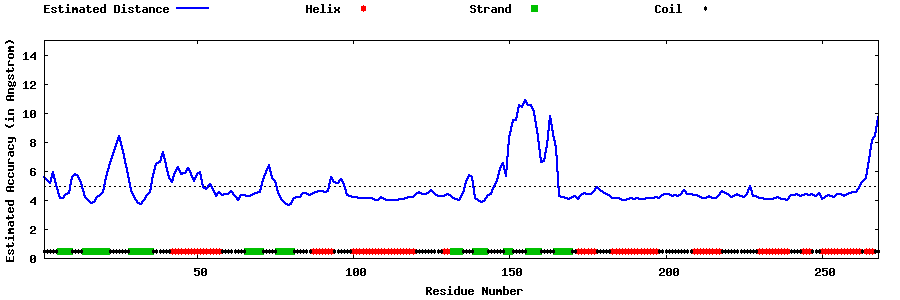 Estimated Distance Helix Strand Coil
Estimated Accuracy (in Angstrom)
14
12
10
8
6
4
2
0
50 100 150 200 250
Residue Number